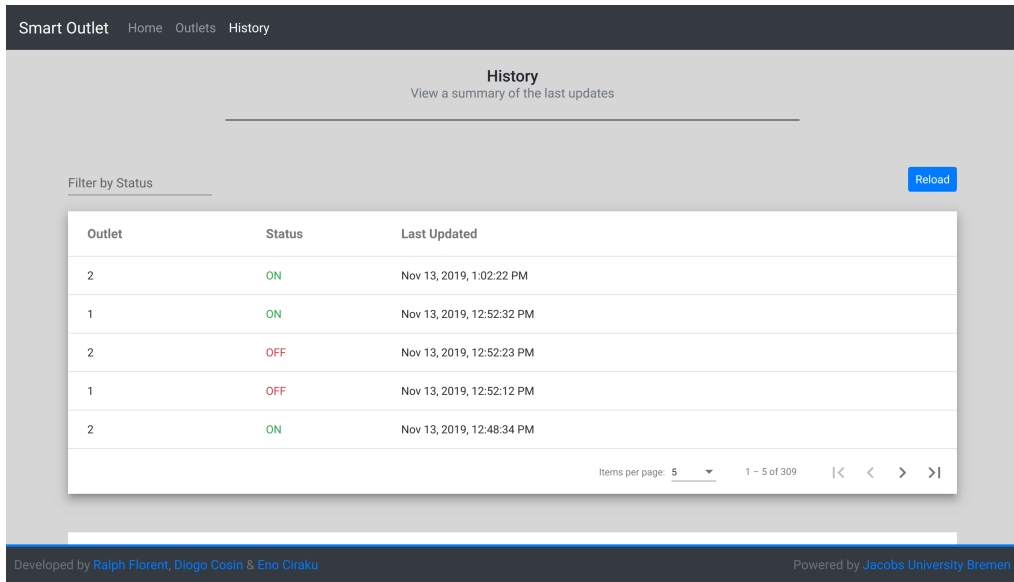 Smart Outlet Home Outlets History
History
View a summary of the last updates
Filter by Status
Reload
Outlet Status Last Updated
2 ON Nov 13, 2019, 1:02:22 PM
1 ON Nov 13, 2019, 12:52:32 PM
2 OFF Nov 13, 2019, 12:52:23 PM
1 OFF Nov 13, 2019, 12:52:12 PM
2 ON Nov 13, 2019, 12:48:34 PM
Items per page: 5 1 – 5 of 309
Developed by Ralph Florent, Diogo Cosin & Eno Ciraku Powered by Jacobs University Bremen